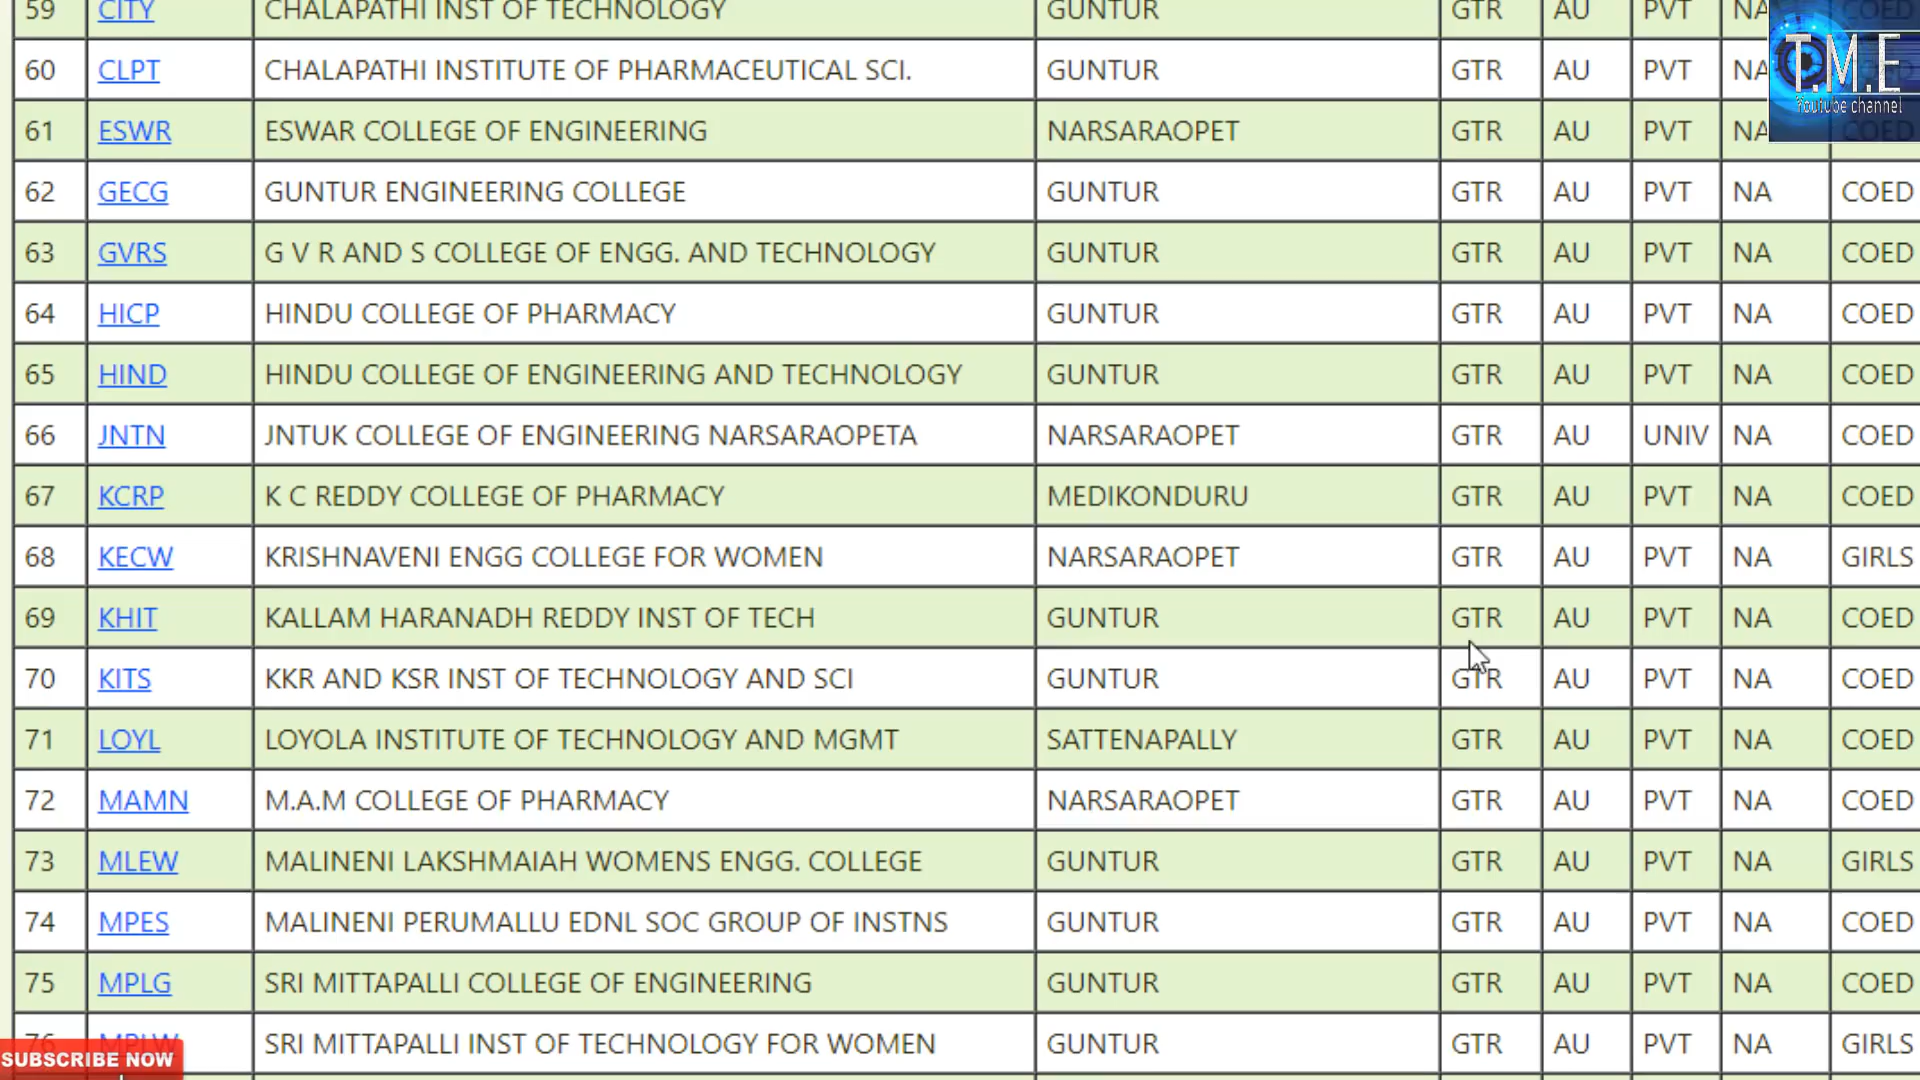 59 CITY CHALAPATHI INST OF TECHNOLOGY GUNTUR GTR AU PVT NA COED
60 CLPT CHALAPATHI INSTITUTE OF PHARMACEUTICAL SCI. GUNTUR GTR AU PVT NA
T.M.E
Youtube channel
61 ESWR ESWAR COLLEGE OF ENGINEERING NARSARAOPET GTR AU PVT NA COED
62 GECG GUNTUR ENGINEERING COLLEGE GUNTUR GTR AU PVT NA COED
63 GVRS G V R AND S COLLEGE OF ENGG. AND TECHNOLOGY GUNTUR GTR AU PVT NA COED
64 HICP HINDU COLLEGE OF PHARMACY GUNTUR GTR AU PVT NA COED
65 HIND HINDU COLLEGE OF ENGINEERING AND TECHNOLOGY GUNTUR GTR AU PVT NA COED
66 JNTN JNTUK COLLEGE OF ENGINEERING NARSARAOPETA NARSARAOPET GTR AU UNIV NA COED
67 KCRP K C REDDY COLLEGE OF PHARMACY MEDIKONDURU GTR AU PVT NA COED
68 KECW KRISHNAVENI ENGG COLLEGE FOR WOMEN NARSARAOPET GTR AU PVT NA GIRLS
69 KHIT KALLAM HARANADH REDDY INST OF TECH GUNTUR GTR AU PVT NA COED
70 KITS KKR AND KSR INST OF TECHNOLOGY AND SCI GUNTUR GTR AU PVT NA COED
71 LOYL LOYOLA INSTITUTE OF TECHNOLOGY AND MGMT SATTENAPALLY GTR AU PVT NA COED
72 MAMN M.A.M COLLEGE OF PHARMACY NARSARAOPET GTR AU PVT NA COED
73 MLEW MALINENI LAKSHMAIAH WOMENS ENGG. COLLEGE GUNTUR GTR AU PVT NA GIRLS
74 MPES MALINENI PERUMALLU EDNL SOC GROUP OF INSTNS GUNTUR GTR AU PVT NA COED
75 MPLG SRI MITTAPALLI COLLEGE OF ENGINEERING GUNTUR GTR AU PVT NA COED
76 MPLW SRI MITTAPALLI INST OF TECHNOLOGY FOR WOMEN GUNTUR GTR AU PVT NA GIRLS
SUBSCRIBE NOW